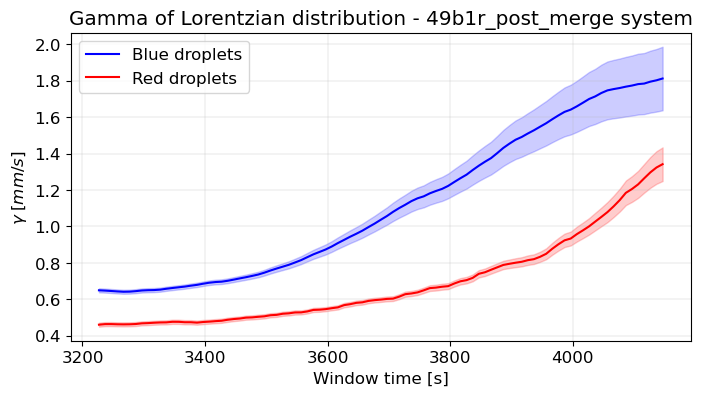 Gamma of Lorentzian distribution - 49b1r_post_merge system
Blue droplets
Red droplets
2.0
1.8
1.6
1.4
1.2
1.0
0.8
0.6
0.4
γ [mm/s]
3200 3400 3600 3800 4000
Window time [s]